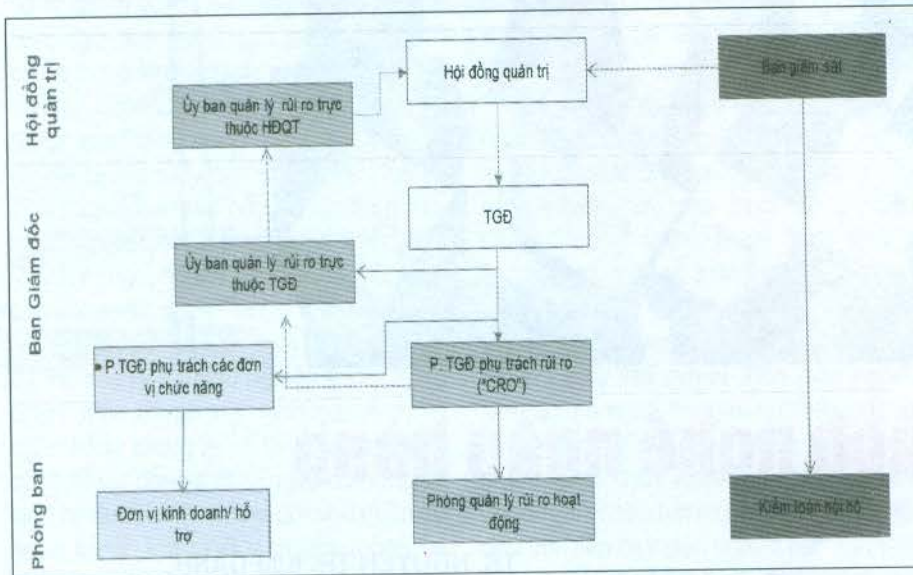 Hội đồng
quản trị
Ban Giám đốc
Phòng ban
Hội đồng quản trị
Ban giám sát
Ủy ban quản lý rủi ro trực
thuộc HĐQT
TGĐ
Ủy ban quản lý rủi ro trực
thuộc TGĐ
P.TGĐ phụ trách các đơn
vị chức năng
P. TGĐ phụ trách rủi ro
("CRO")
Đơn vị kinh doanh/ hỗ
trợ
Phòng quản lý rủi ro hoạt
động
Kiểm toán nội bộ